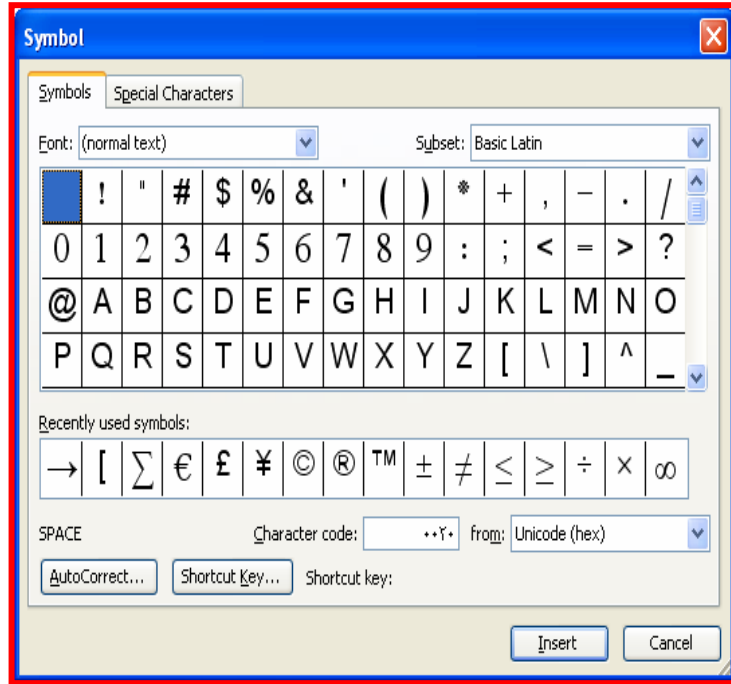 Symbol
Symbols Special Characters
Font: (normal text) Subset: Basic Latin
! " # $ % & ' ( ) * + , − . /
0 1 2 3 4 5 6 7 8 9 : ; < = > ?
@ A B C D E F G H I J K L M N O
P Q R S T U V W X Y Z [ \ ] ^ _
Recently used symbols:
→ [ ∑ € £ ¥ © ® ™ ± ≠ ≤ ≥ ÷ × ∞
SPACE Character code: ٠٠٢٠ from: Unicode (hex)
AutoCorrect... Shortcut Key... Shortcut key:
Insert Cancel